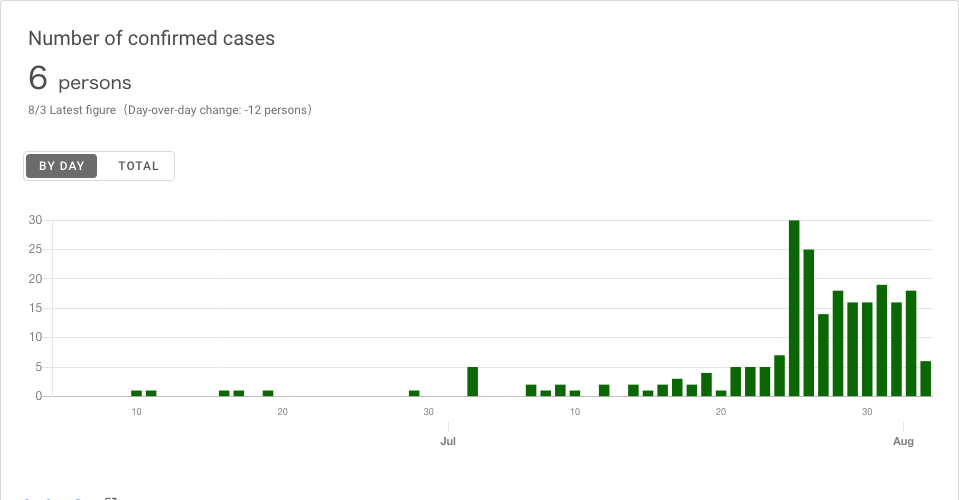 Number of confirmed cases
6 persons
8/3 Latest figure（Day-over-day change: -12 persons）
BY DAY TOTAL
30
25
20
15
10
5
0
10 20 30 10 20 30
Jul Aug